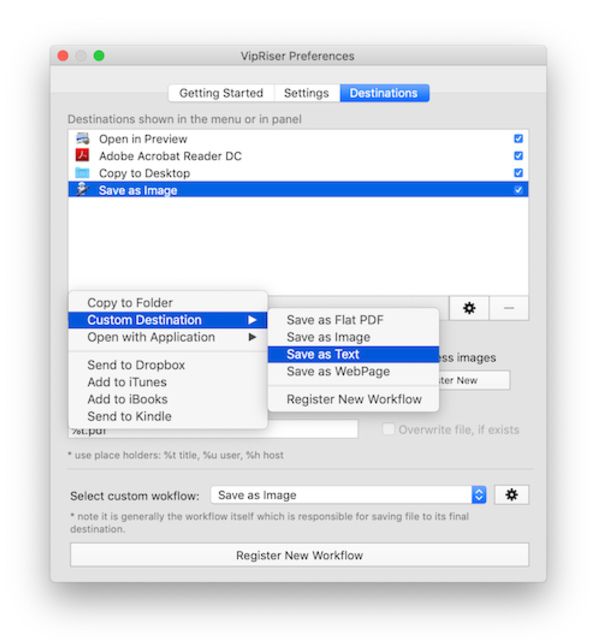 VipRiser Preferences
Getting Started Settings Destinations
Destinations shown in the menu or in panel
Open in Preview
Adobe Acrobat Reader DC
Copy to Desktop
Save as Image
Copy to Folder
Custom Destination
Open with Application
Send to Dropbox
Add to iTunes
Add to iBooks
Send to Kindle
Save as Flat PDF
Save as Image
Save as Text
Save as WebPage
Register New Workflow
images
New
%t.pdf
Overwrite file, if exists
* use place holders: %t title, %u user, %h host
Select custom wokflow: Save as Image
* note it is generally the workflow itself which is responsible for saving file to its final
destination.
Register New Workflow